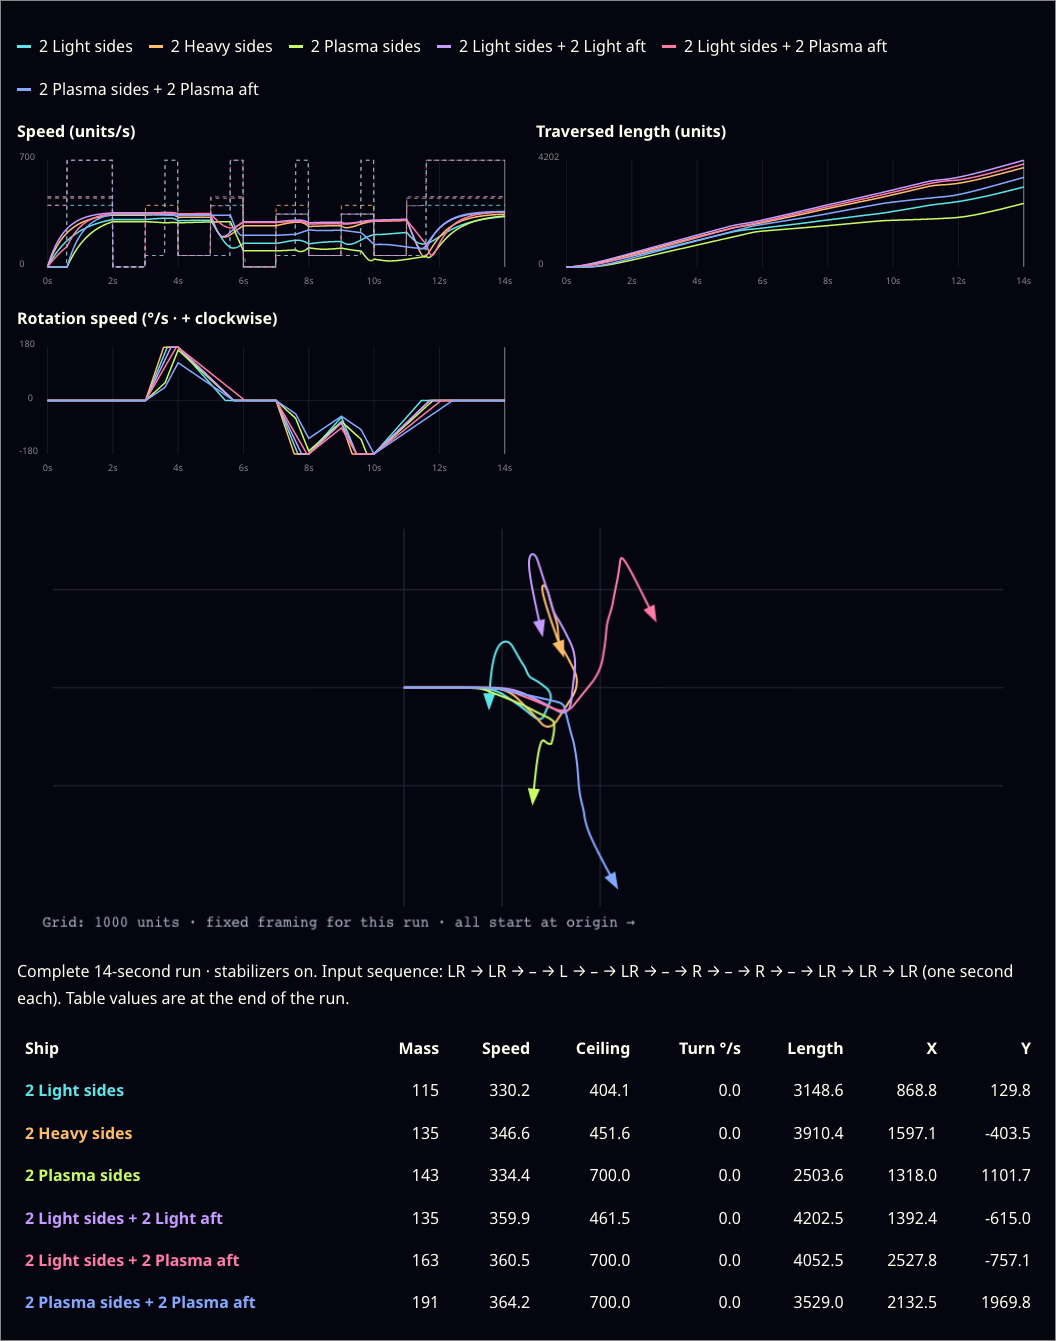 2 Light sides 2 Heavy sides 2 Plasma sides 2 Light sides + 2 Light aft 2 Light sides + 2 Plasma aft
2 Plasma sides + 2 Plasma aft
Speed (units/s) Traversed length (units)
700 4202
0 0
0s 2s 4s 6s 8s 10s 12s 14s 0s 2s 4s 6s 8s 10s 12s 14s
Rotation speed (°/s · + clockwise)
180
0
-180
0s 2s 4s 6s 8s 10s 12s 14s
Grid: 1000 units · fixed framing for this run · all start at origin →
Complete 14-second run · stabilizers on. Input sequence: LR → LR → – → L → – → LR → – → R → – → R → – → LR → LR → LR (one second
each). Table values are at the end of the run.
Ship Mass Speed Ceiling Turn °/s Length X Y
2 Light sides 115 330.2 404.1 0.0 3148.6 868.8 129.8
2 Heavy sides 135 346.6 451.6 0.0 3910.4 1597.1 -403.5
2 Plasma sides 143 334.4 700.0 0.0 2503.6 1318.0 1101.7
2 Light sides + 2 Light aft 135 359.9 461.5 0.0 4202.5 1392.4 -615.0
2 Light sides + 2 Plasma aft 163 360.5 700.0 0.0 4052.5 2527.8 -757.1
2 Plasma sides + 2 Plasma aft 191 364.2 700.0 0.0 3529.0 2132.5 1969.8